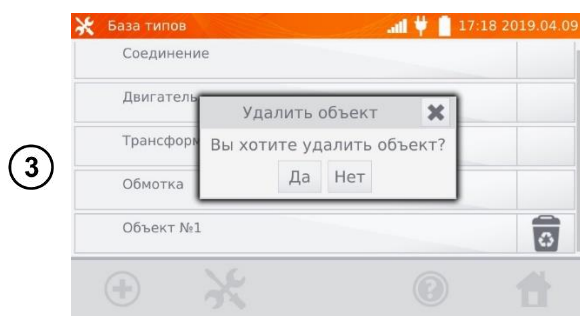 База типов
17:18 2019.04.09
Соединение
Двигатель
Удалить объект
Трансформ
Вы хотите удалить объект?
3
Обмотка
Да Нет
Объект №1